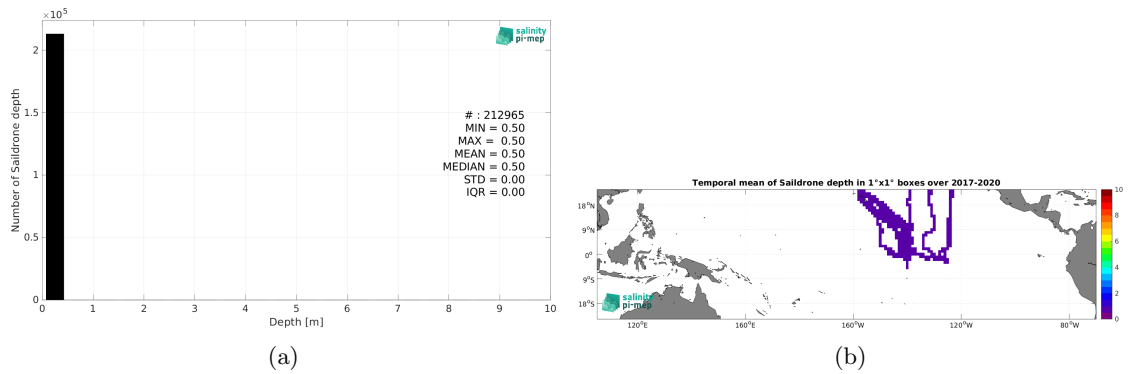 ×10⁵
2
1.5
1
0.5
0
0 1 2 3 4 5 6 7 8 9 10
Number of Saildrone depth
Depth [m]
salinity
pi-mep
# : 212965
MIN = 0.50
MAX = 0.50
MEAN = 0.50
MEDIAN = 0.50
STD = 0.00
IQR = 0.00
(a)
Temporal mean of Saildrone depth in 1°x1° boxes over 2017-2020
18°N
9°N
0°
9°S
18°S
120°E 160°E 160°W 120°W 80°W
salinity
pi-mep
10
8
6
4
2
0
(b)